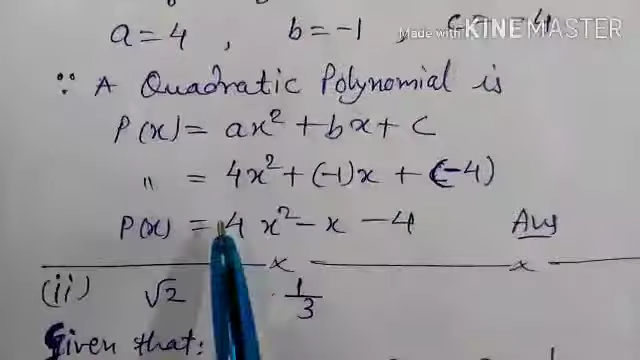 a = 4 , b = -1 , c = -4
Made with KINEMASTER
∵ A Quadratic Polynomial is
P(x) = ax² + bx + c
" = 4x² + (-1)x + (-4)
P(x) = 4x² - x - 4 Ans
x x
(ii) √2 , 1/3
Given that: